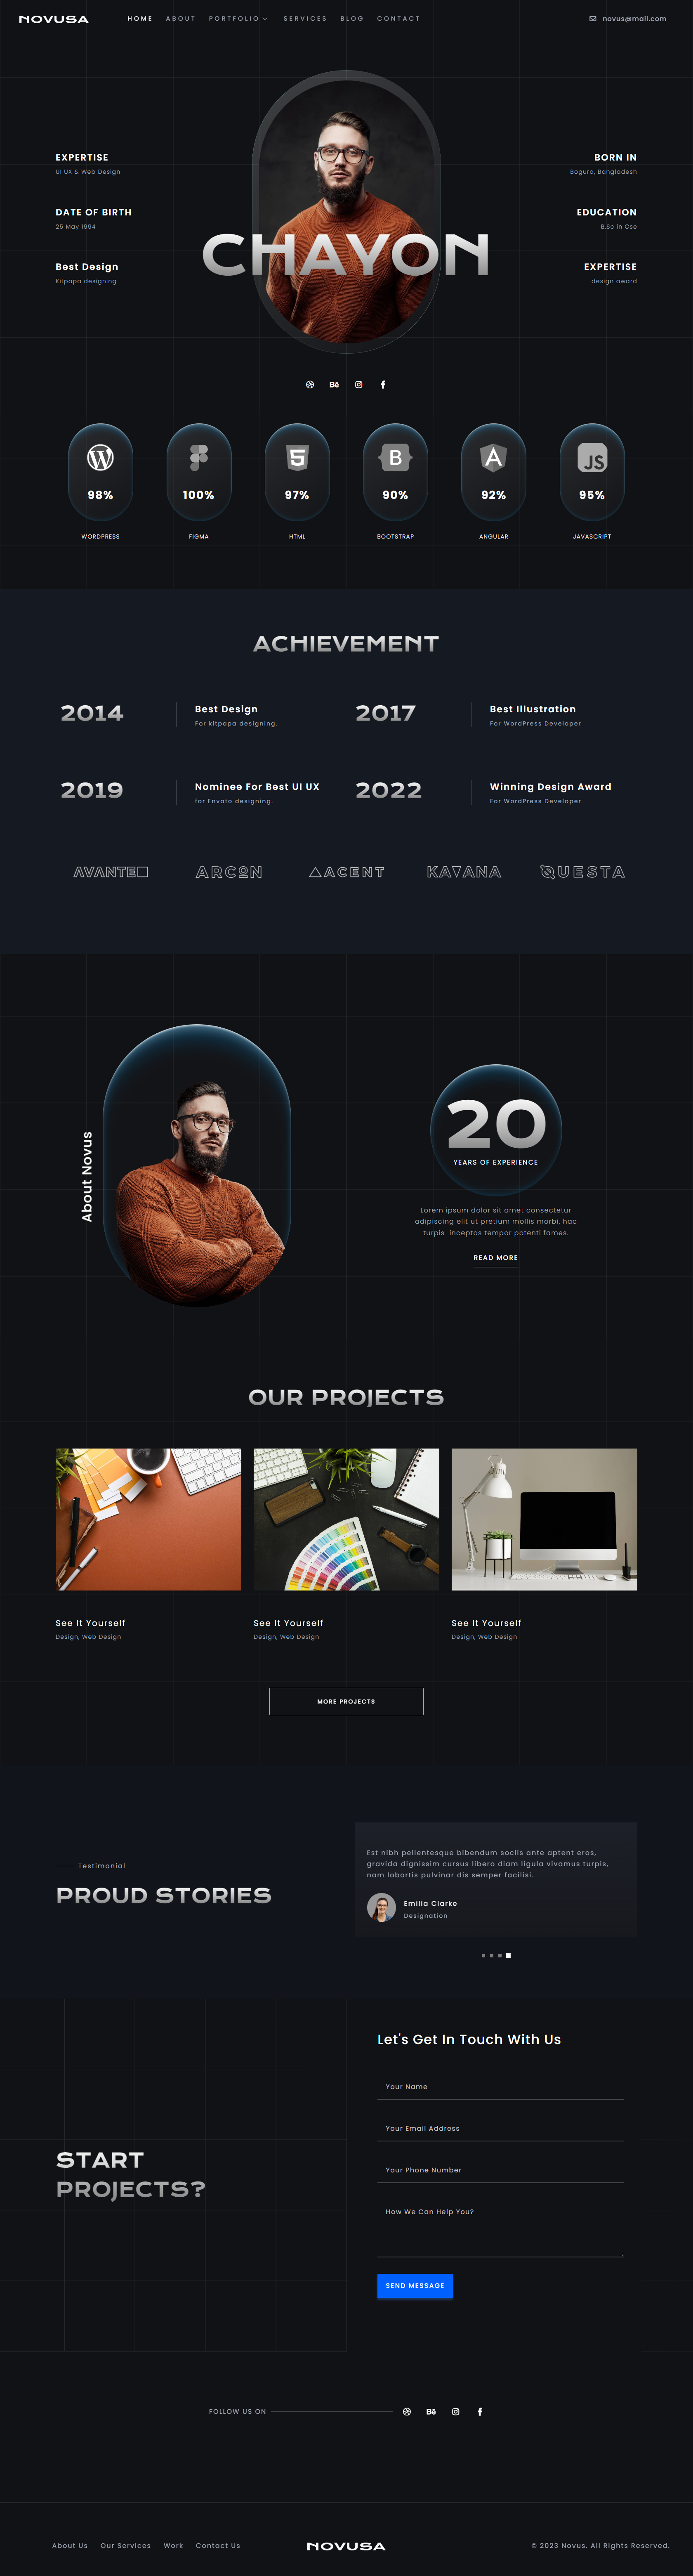 NOVUSA
HOME ABOUT PORTFOLIO SERVICES BLOG CONTACT
novus@mail.com
EXPERTISE
UI UX & Web Design
DATE OF BIRTH
25 May 1994
Best Design
Kitpapa designing
CHAYON
BORN IN
Bogura, Bangladesh
EDUCATION
B.Sc in Cse
EXPERTISE
design award
Bē
98%
WORDPRESS
100%
FIGMA
97%
HTML
B
90%
BOOTSTRAP
92%
ANGULAR
JS
95%
JAVASCRIPT
ACHIEVEMENT
2014
Best Design
For kitpapa designing.
2017
Best Illustration
For WordPress Developer
2019
Nominee For Best UI UX
for Envato designing.
2022
Winning Design Award
For WordPress Developer
AVANTE
ARCON
ACENT
KAVANA
QUESTA
About Novus
20
YEARS OF EXPERIENCE
Lorem ipsum dolor sit amet consectetur
adipiscing elit ut pretium mollis morbi, hac
turpis inceptos tempor potenti fames.
READ MORE
OUR PROJECTS
See It Yourself
Design, Web Design
See It Yourself
Design, Web Design
See It Yourself
Design, Web Design
MORE PROJECTS
Testimonial
PROUD STORIES
Est nibh pellentesque bibendum sociis ante aptent eros,
gravida dignissim cursus libero diam ligula vivamus turpis,
nam lobortis pulvinar dis semper facilisi.
Emilia Clarke
Designation
START
PROJECTS?
Let's Get In Touch With Us
Your Name
Your Email Address
Your Phone Number
How We Can Help You?
SEND MESSAGE
FOLLOW US ON
Bē
About Us Our Services Work Contact Us
NOVUSA
© 2023 Novus. All Rights Reserved.